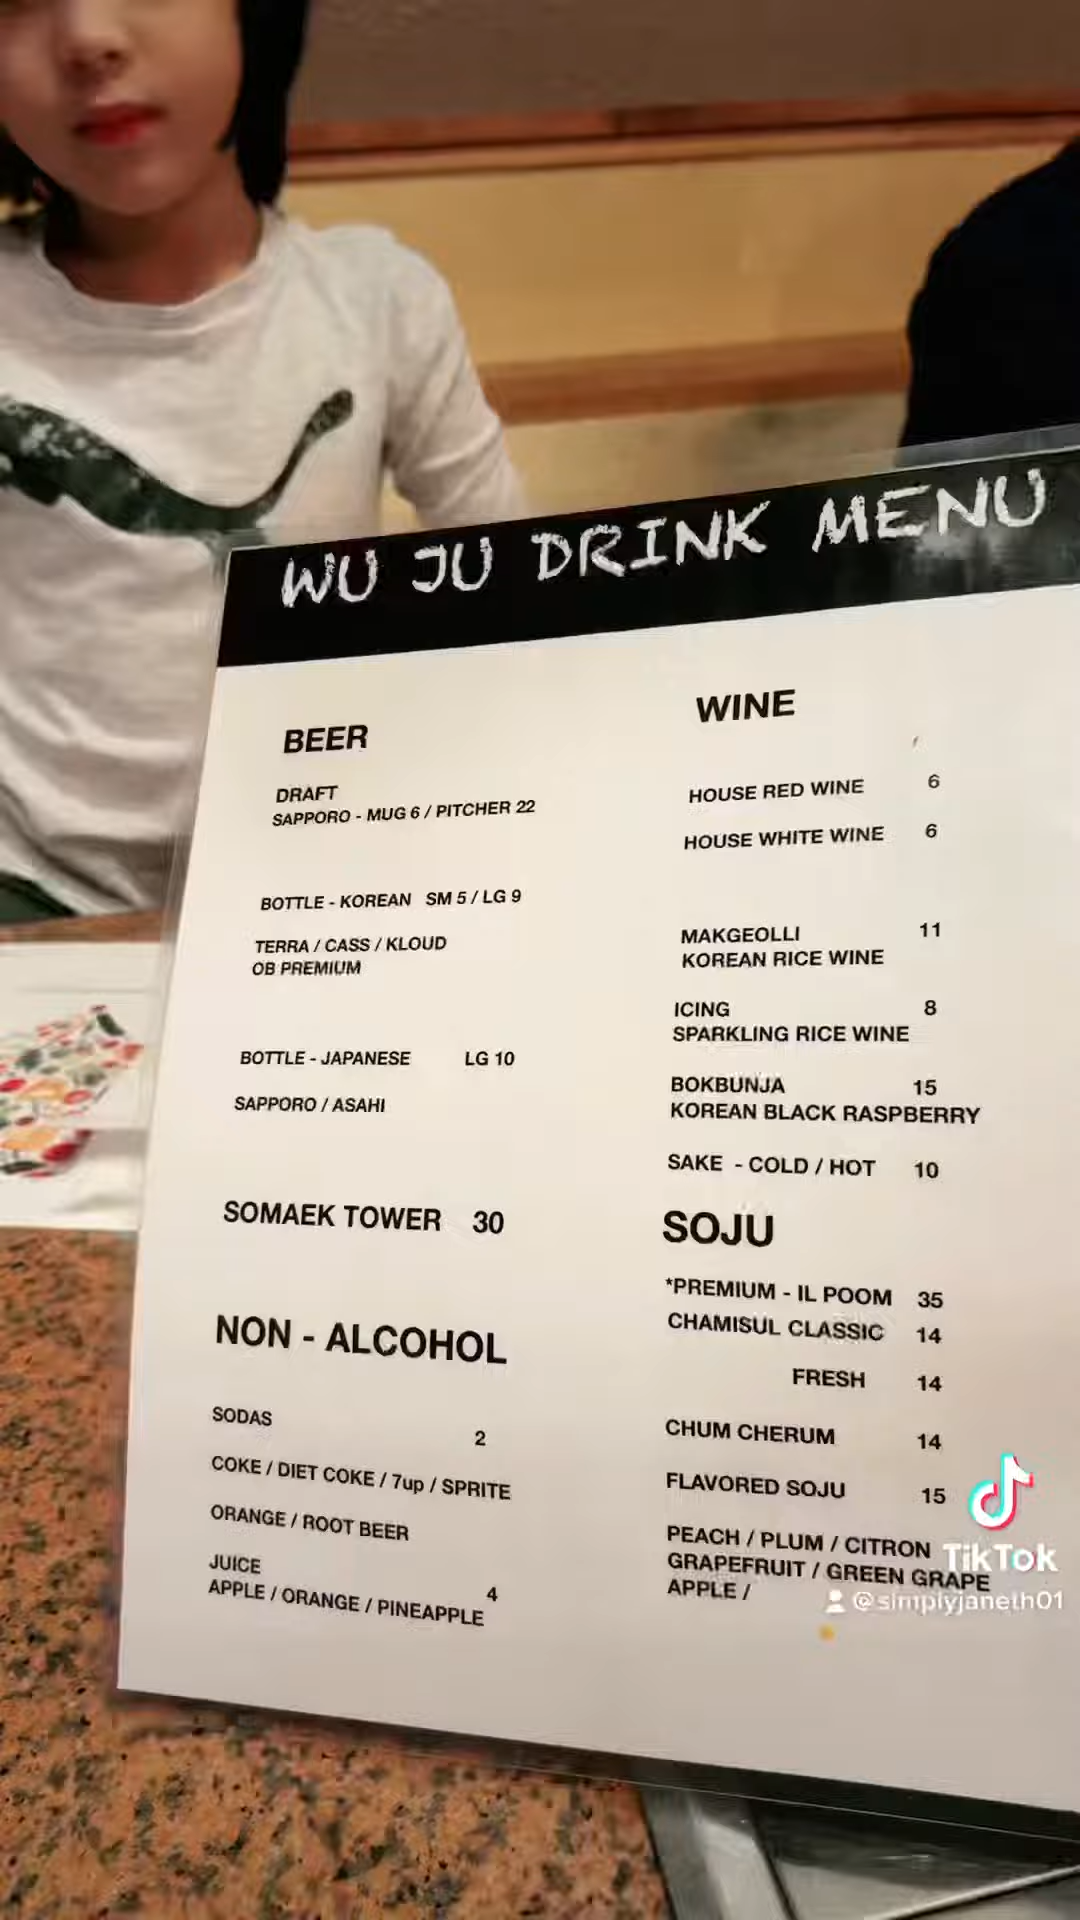 WU JU DRINK MENU
BEER
DRAFT
SAPPORO - MUG 6 / PITCHER 22
BOTTLE - KOREAN SM 5 / LG 9
TERRA / CASS / KLOUD
OB PREMIUM
BOTTLE - JAPANESE LG 10
SAPPORO / ASAHI
SOMAEK TOWER 30
NON - ALCOHOL
SODAS
2
COKE / DIET COKE / 7up / SPRITE
ORANGE / ROOT BEER
JUICE
4
APPLE / ORANGE / PINEAPPLE
WINE
HOUSE RED WINE 6
HOUSE WHITE WINE 6
MAKGEOLLI 11
KOREAN RICE WINE
ICING 8
SPARKLING RICE WINE
BOKBUNJA 15
KOREAN BLACK RASPBERRY
SAKE - COLD / HOT 10
SOJU
*PREMIUM - IL POOM 35
CHAMISUL CLASSIC 14
FRESH 14
CHUM CHERUM 14
FLAVORED SOJU 15
PEACH / PLUM / CITRON
GRAPEFRUIT / GREEN GRAPE
APPLE /
TikTok
@simplyjaneth01